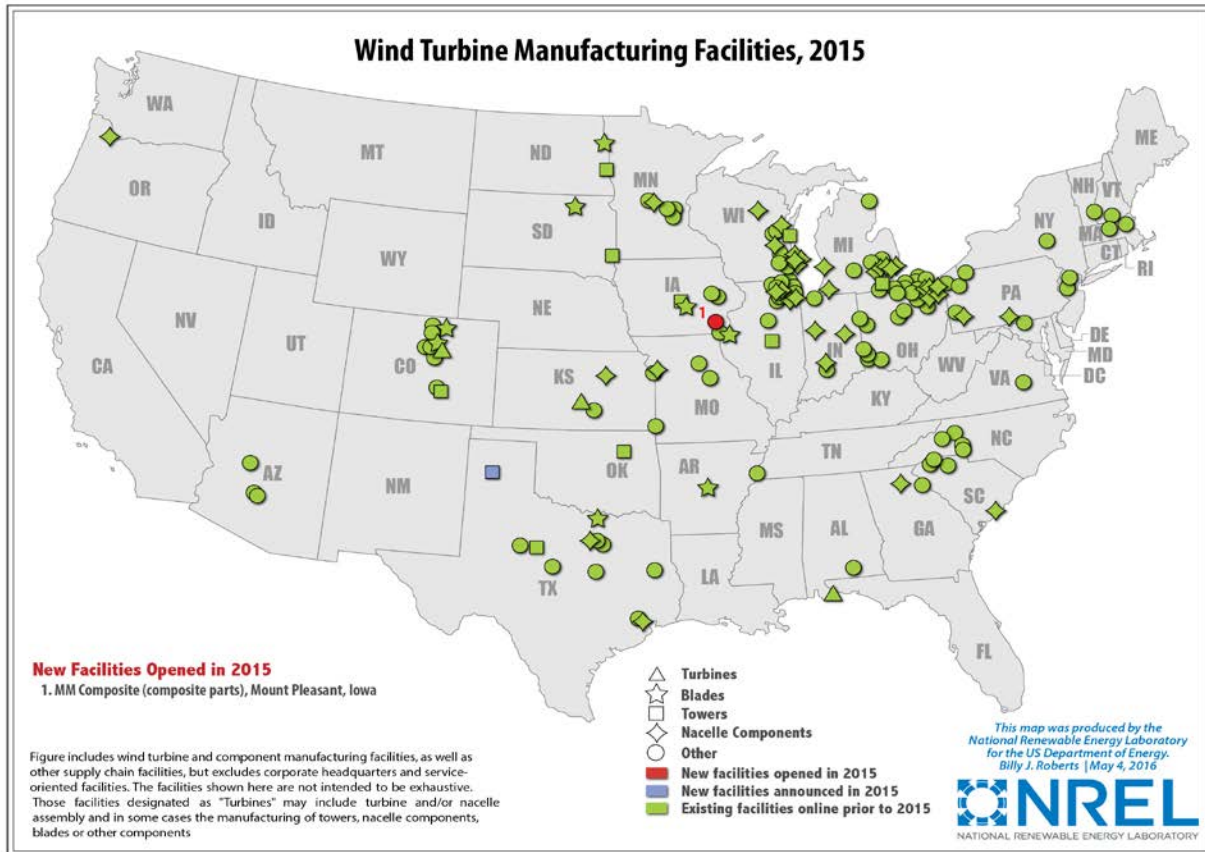 Wind Turbine Manufacturing Facilities, 2015
WA
MT
ND
MN
ME
OR
ID
SD
WI
MI
NH
VT
NY
MA
CT
RI
WY
IA
NE
PA
NV
UT
CO
KS
MO
IL
IN
OH
WV
VA
DE
MD
DC
CA
KY
AZ
NM
OK
AR
TN
NC
SC
MS
AL
GA
TX
LA
FL
1
New Facilities Opened in 2015
1. MM Composite (composite parts), Mount Pleasant, Iowa
Figure includes wind turbine and component manufacturing facilities, as well as
other supply chain facilities, but excludes corporate headquarters and service-
oriented facilities. The facilities shown here are not intended to be exhaustive.
Those facilities designated as "Turbines" may include turbine and/or nacelle
assembly and in some cases the manufacturing of towers, nacelle components,
blades or other components
Turbines
Blades
Towers
Nacelle Components
Other
New facilities opened in 2015
New facilities announced in 2015
Existing facilities online prior to 2015
This map was produced by the
National Renewable Energy Laboratory
for the US Department of Energy.
Billy J. Roberts | May 4, 2016
NREL
NATIONAL RENEWABLE ENERGY LABORATORY